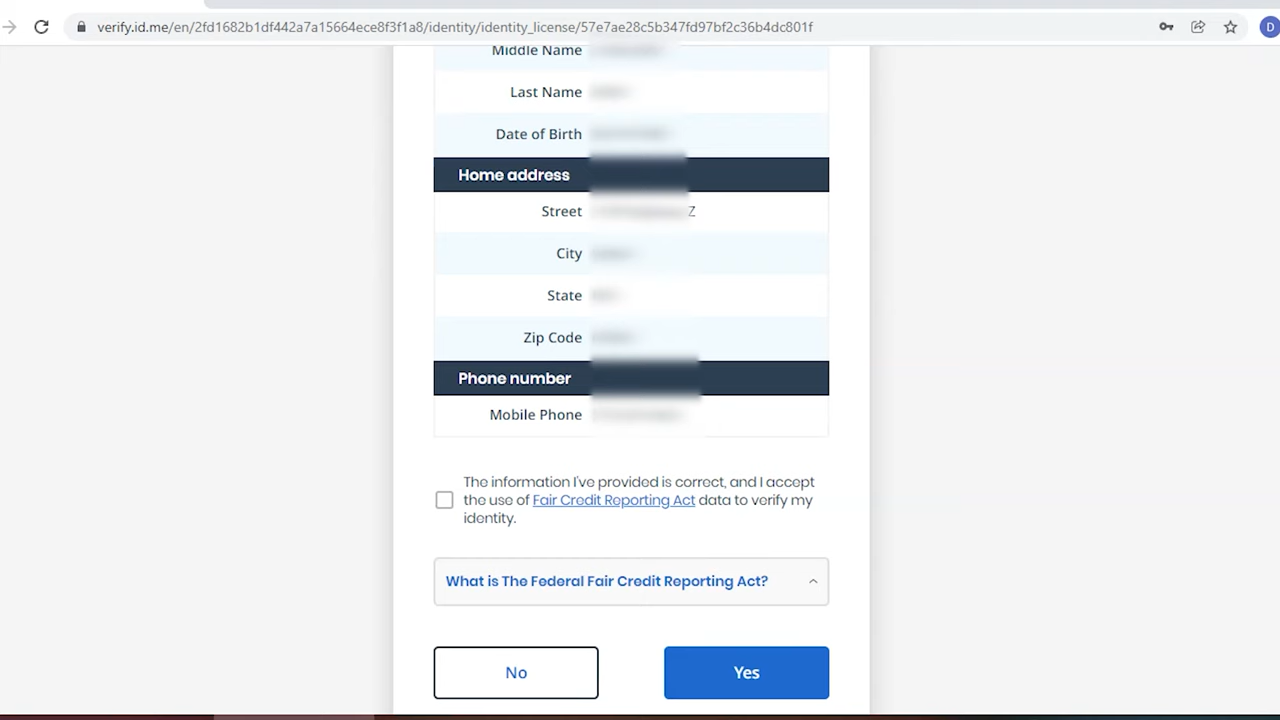 verify.id.me/en/2fd1682b1df442a7a15664ece8f3f1a8/identity/identity_license/57e7ae28c5b347fd97bf2c36b4dc801f
D
Middle Name
Last Name
Date of Birth
Home address
Street Z
City
State
Zip Code
Phone number
Mobile Phone
The information I've provided is correct, and I accept
the use of Fair Credit Reporting Act data to verify my
identity.
What is The Federal Fair Credit Reporting Act?
No Yes